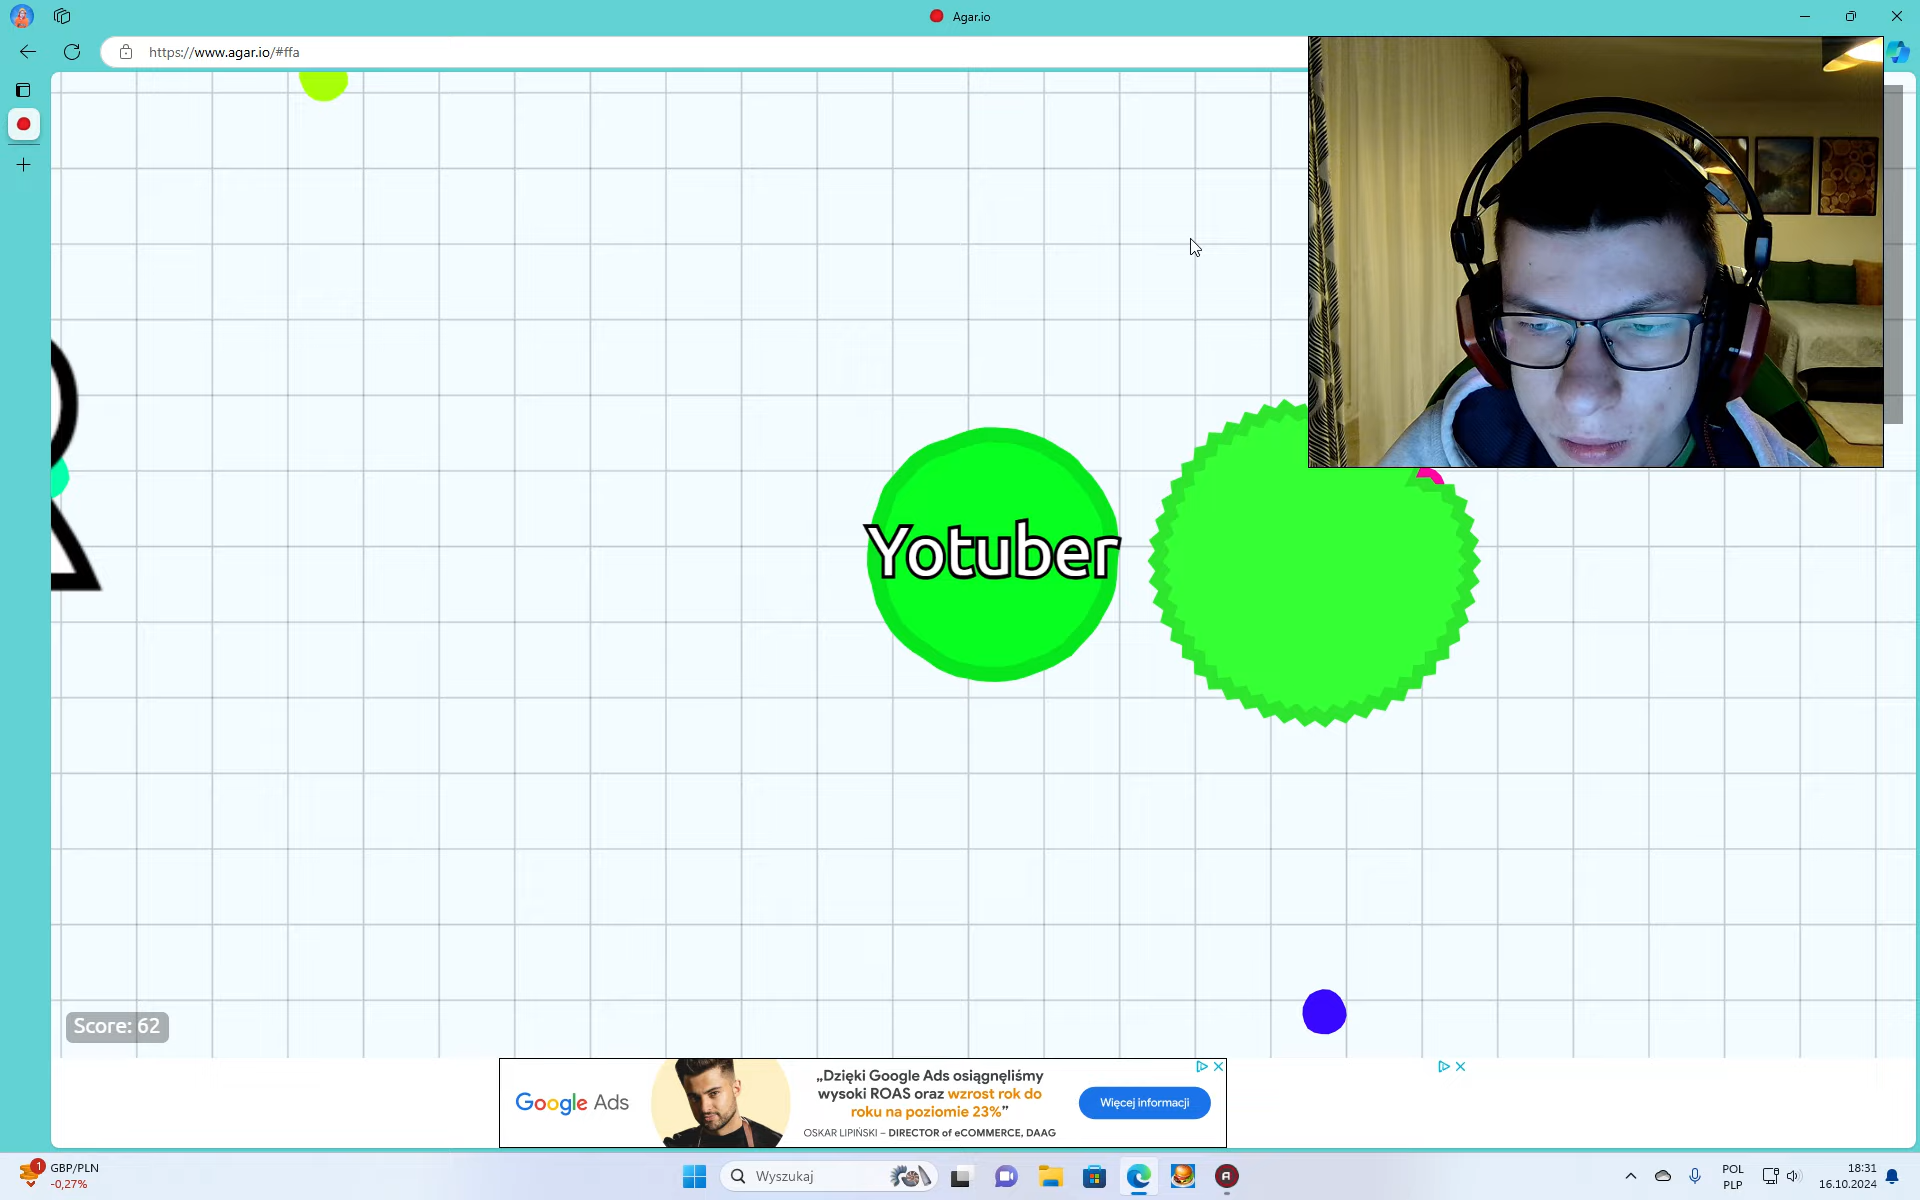 Agar.io
https://www.agar.io/#ffa
Yotuber
Score: 62
Google Ads
„Dzięki Google Ads osiągnęliśmy
wysoki ROAS oraz wzrost rok do
roku na poziomie 23%”
OSKAR LIPIŃSKI – DIRECTOR of eCOMMERCE, DAAG
Więcej informacji
1
GBP/PLN
-0,27%
Wyszukaj
POL
PLP
18:31
16.10.2024